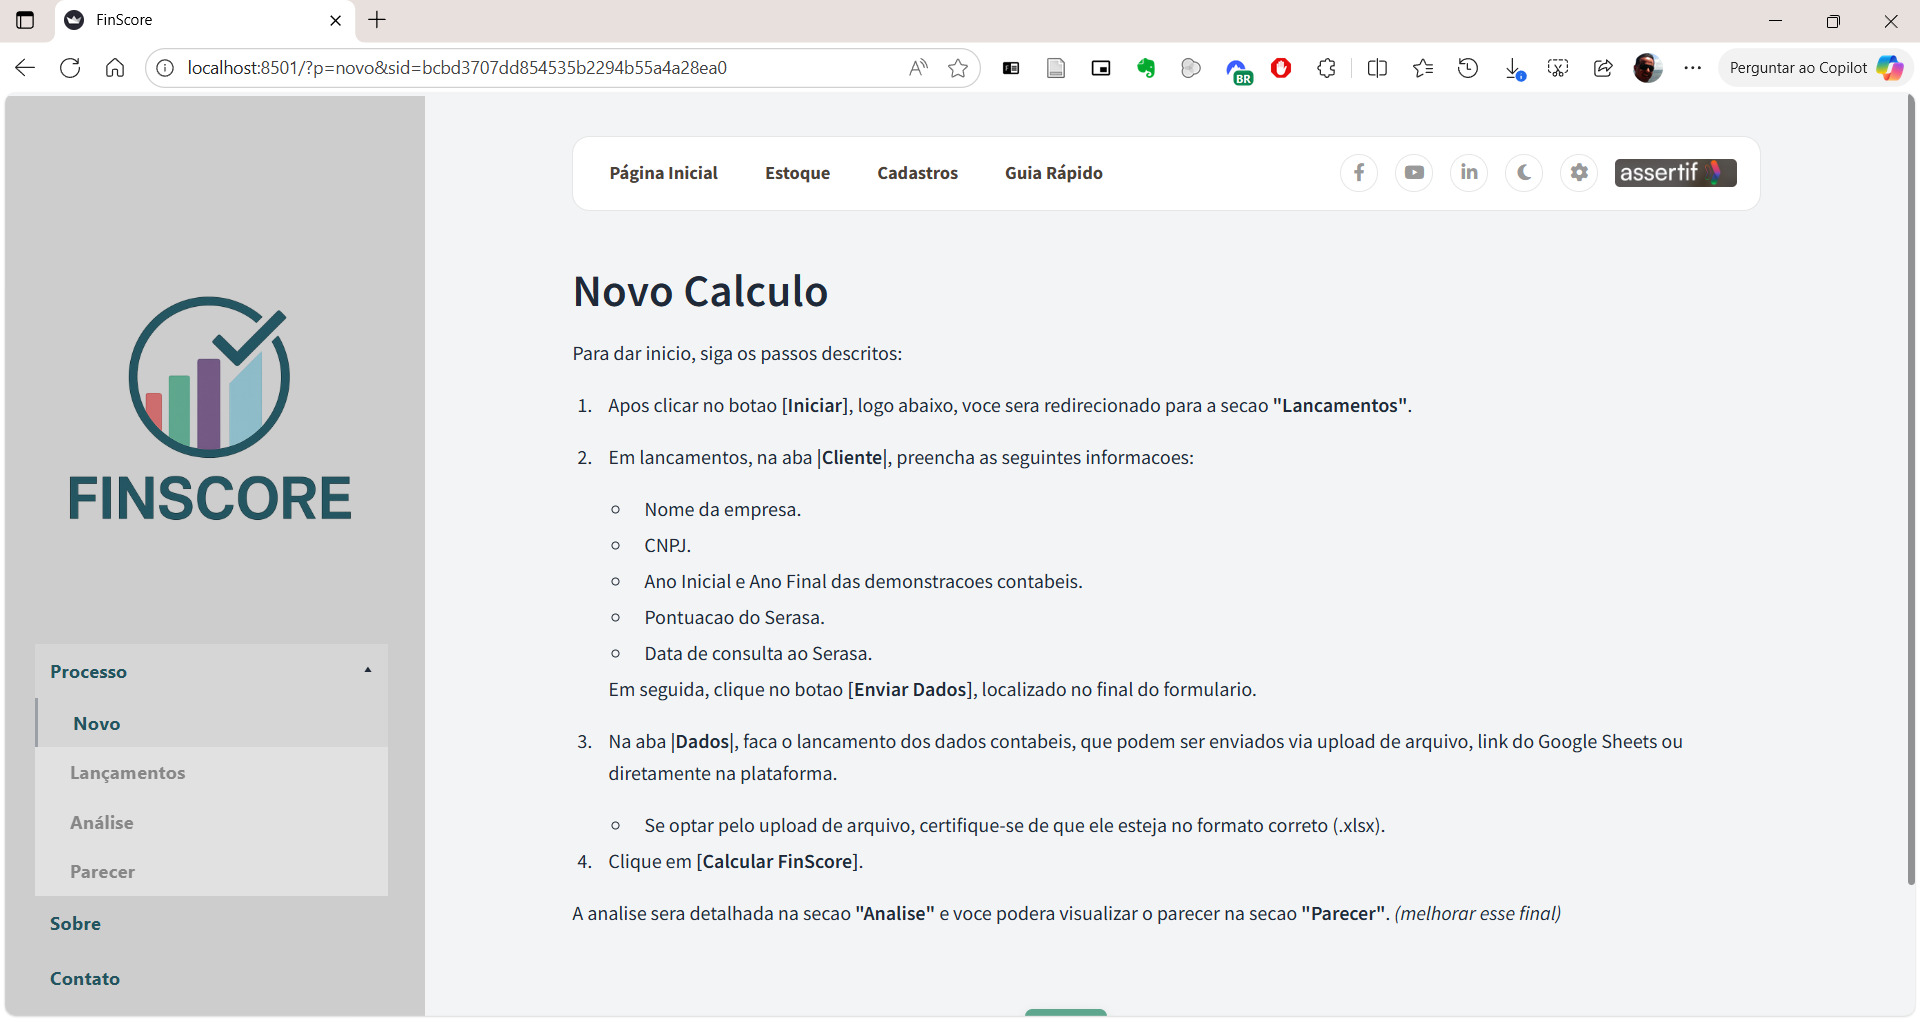 FinScore
localhost:8501/?p=novo&sid=bcbd3707dd854535b2294b55a4a28ea0
BR
Perguntar ao Copilot
Página Inicial
Estoque
Cadastros
Guia Rápido
assertif
FINSCORE
Processo
Novo
Lançamentos
Análise
Parecer
Sobre
Contato
Novo Calculo
Para dar inicio, siga os passos descritos:
1. Apos clicar no botao [Iniciar], logo abaixo, voce sera redirecionado para a secao "Lancamentos".
2. Em lancamentos, na aba |Cliente|, preencha as seguintes informacoes:
Nome da empresa.
CNPJ.
Ano Inicial e Ano Final das demonstracoes contabeis.
Pontuacao do Serasa.
Data de consulta ao Serasa.
Em seguida, clique no botao [Enviar Dados], localizado no final do formulario.
3. Na aba |Dados|, faca o lancamento dos dados contabeis, que podem ser enviados via upload de arquivo, link do Google Sheets ou
diretamente na plataforma.
Se optar pelo upload de arquivo, certifique-se de que ele esteja no formato correto (.xlsx).
4. Clique em [Calcular FinScore].
A analise sera detalhada na secao "Analise" e voce podera visualizar o parecer na secao "Parecer". (melhorar esse final)